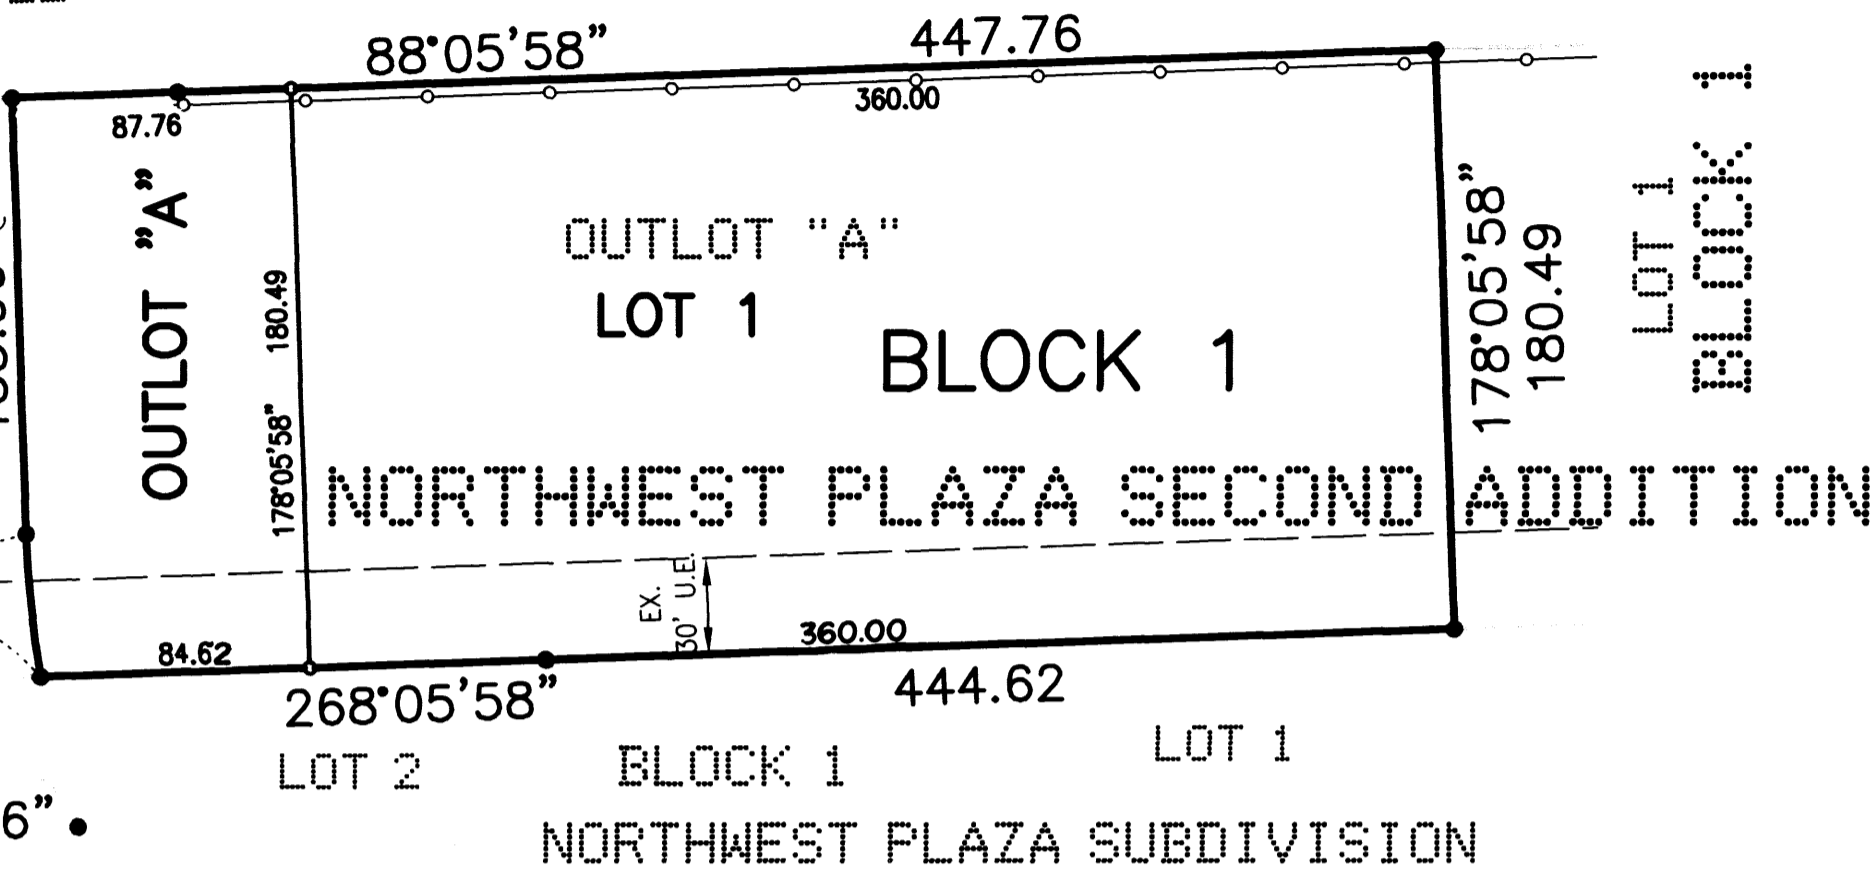 88°05'58"
447.76
87.76
360.00
OUTLOT "A"
178°05'58"
180.49
OUTLOT "A"
LOT 1
BLOCK 1
178°05'58"
180.49
LOT 1
BLOCK 1
NORTHWEST PLAZA SECOND ADDITION
EX.
30' U.E.
84.62
360.00
268°05'58"
444.62
LOT 2
BLOCK 1
LOT 1
6"
NORTHWEST PLAZA SUBDIVISION